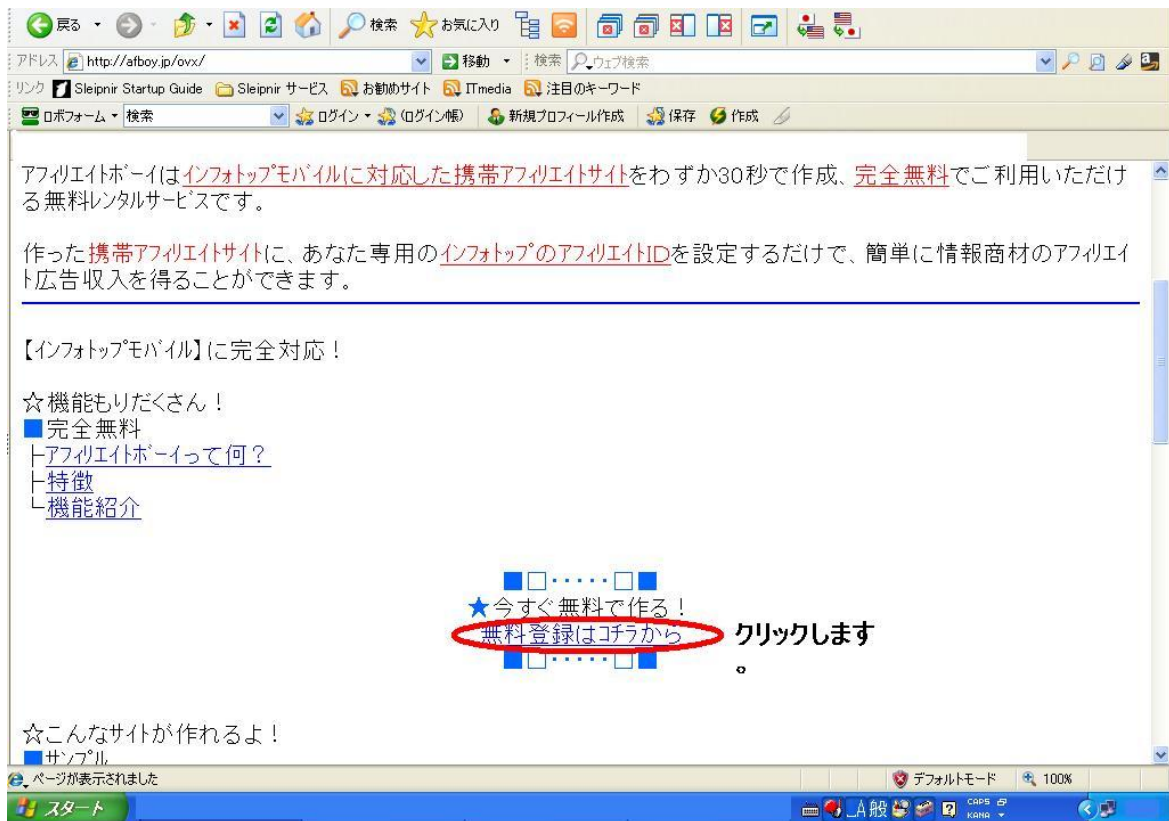 戻る 検索 お気に入り
アドレス http://afboy.jp/ovx/ 移動 検索 ウェブ検索
リンク Sleipnir Startup Guide Sleipnir サービス お勧めサイト ITmedia 注目のキーワード
ロボフォーム 検索 ログイン (ログイン帳) 新規プロフィール作成 保存 作成
ｱﾌｨﾘｴｲﾄﾎﾞｰｲはｲﾝﾌｫﾄｯﾌﾟﾓﾊﾞｲﾙに対応した携帯ｱﾌｨﾘｴｲﾄｻｲﾄをわずか30秒で作成、完全無料でご利用いただけ
る無料ﾚﾝﾀﾙｻｰﾋﾞｽです。
作った携帯ｱﾌｨﾘｴｲﾄｻｲﾄに、あなた専用のｲﾝﾌｫﾄｯﾌﾟのｱﾌｨﾘｴｲﾄIDを設定するだけで、簡単に情報商材のｱﾌｨﾘｴｲ
ﾄ広告収入を得ることができます。
【ｲﾝﾌｫﾄｯﾌﾟﾓﾊﾞｲﾙ】に完全対応！
☆機能もりだくさん！
■完全無料
├ｱﾌｨﾘｴｲﾄﾎﾞｰｲって何？
├特徴
└機能紹介
■□・・・・・□■
★今すぐ無料で作る！
無料登録はｺﾁﾗから クリックします
■□・・・・・□■ 。
☆こんなｻｲﾄが作れるよ！
■ｻﾝﾌﾟﾙ
ページが表示されました デフォルトモード 100%
スタート A 般 CAPS KANA